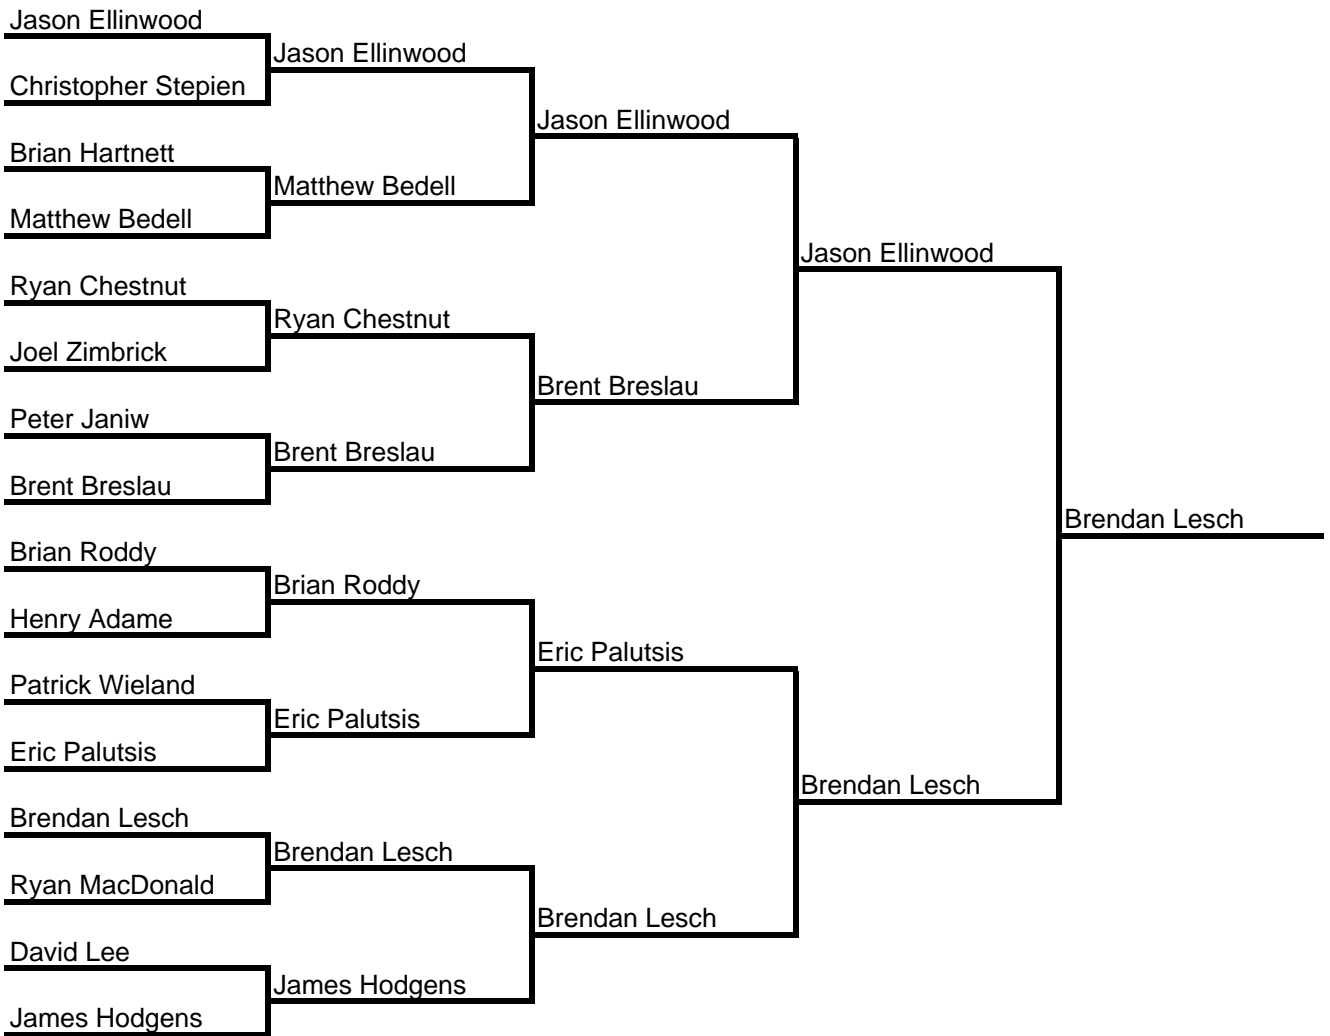 Jason Ellinwood
Christopher Stepien
Brian Hartnett
Matthew Bedell
Ryan Chestnut
Joel Zimbrick
Peter Janiw
Brent Breslau
Brian Roddy
Henry Adame
Patrick Wieland
Eric Palutsis
Brendan Lesch
Ryan MacDonald
David Lee
James Hodgens
Jason Ellinwood
Matthew Bedell
Ryan Chestnut
Brent Breslau
Brian Roddy
Eric Palutsis
Brendan Lesch
James Hodgens
Jason Ellinwood
Brent Breslau
Eric Palutsis
Brendan Lesch
Jason Ellinwood
Brendan Lesch
Brendan Lesch